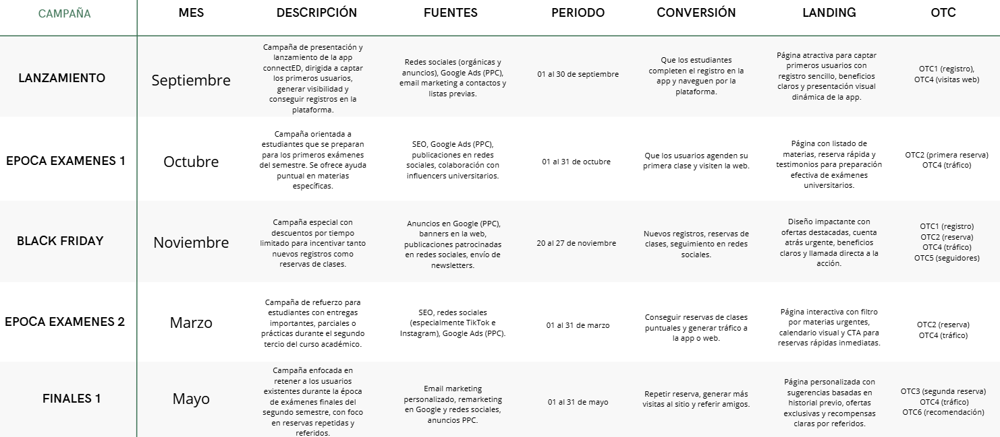 CAMPAÑA
MES
DESCRIPCIÓN
FUENTES
PERIODO
CONVERSIÓN
LANDING
OTC
LANZAMIENTO
Septiembre
Campaña de presentación y
lanzamiento de la app
connectED, dirigida a captar
los primeros usuarios,
generar visibilidad y
conseguir registros en la
plataforma.
Redes sociales (orgánicas y
anuncios), Google Ads (PPC),
email marketing a contactos y
listas previas.
01 al 30 de septiembre
Que los estudiantes
completen el registro en la
app y naveguen por la
plataforma.
Página atractiva para captar
primeros usuarios con
registro sencillo, beneficios
claros y presentación visual
dinámica de la app.
OTC1 (registro),
OTC4 (visitas web)
EPOCA EXAMENES 1
Octubre
Campaña orientada a
estudiantes que se preparan
para los primeros exámenes
del semestre. Se ofrece ayuda
puntual en materias
específicas.
SEO, Google Ads (PPC),
publicaciones en redes
sociales, colaboración con
influencers universitarios.
01 al 31 de octubre
Que los usuarios agenden su
primera clase y visiten la web.
Página con listado de
materias, reserva rápida y
testimonios para preparación
efectiva de exámenes
universitarios.
OTC2 (primera reserva)
OTC4 (tráfico)
BLACK FRIDAY
Noviembre
Campaña especial con
descuentos por tiempo
limitado para incentivar tanto
nuevos registros como
reservas de clases.
Anuncios en Google (PPC),
banners en la web,
publicaciones patrocinadas
en redes sociales, envío de
newsletters.
20 al 27 de noviembre
Nuevos registros, reservas de
clases, seguimiento en redes
sociales.
Diseño impactante con
ofertas destacadas, cuenta
atrás urgente, beneficios
claros y llamada directa a la
acción.
OTC1 (registro)
OTC2 (reserva)
OTC4 (tráfico)
OTC5 (seguidores)
EPOCA EXAMENES 2
Marzo
Campaña de refuerzo para
estudiantes con entregas
importantes, parciales o
prácticas durante el segundo
tercio del curso académico.
SEO, redes sociales
(especialmente TikTok e
Instagram), Google Ads (PPC).
01 al 31 de marzo
Conseguir reservas de clases
puntuales y generar tráfico a
la app o web.
Página interactiva con filtro
por materias urgentes,
calendario visual y CTA para
reservas rápidas inmediatas.
OTC2 (reserva)
OTC4 (tráfico)
FINALES 1
Mayo
Campaña enfocada en
retener a los usuarios
existentes durante la época
de exámenes finales del
segundo semestre, con foco
en reservas repetidas y
referidos.
Email marketing
personalizado, remarketing
en Google y redes sociales,
anuncios PPC.
01 al 31 de mayo
Repetir reserva, generar más
visitas al sitio y referir amigos.
Página personalizada con
sugerencias basadas en
historial previo, ofertas
exclusivas y recompensas
claras por referidos.
OTC3 (segunda reserva)
OTC4 (tráfico)
OTC6 (recomendación)